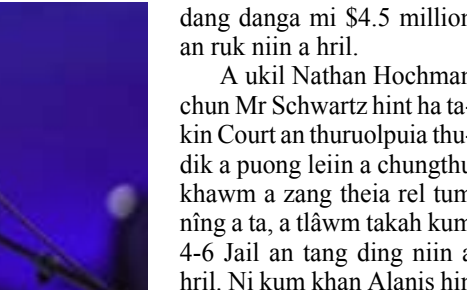 dang danga mi $4.5 million
an ruk niin a hril.
A ukil Nathan Hochman
chun Mr Schwartz hint ha ta-
kin Court an thuruolpuia thu-
dik a puong leiin a chungthu
khawm a zang theia rel tum
nîng a ta, a tlâwm takah kum
4-6 Jail an tang ding niin a
hril. Ni kum khan Alanis hin